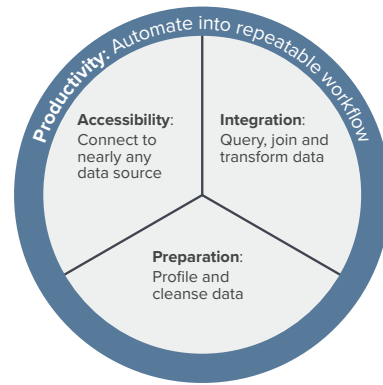 Productivity: Automate into repeatable workflow
Accessibility:
Connect to
nearly any
data source
Integration:
Query, join and
transform data
Preparation:
Profile and
cleanse data